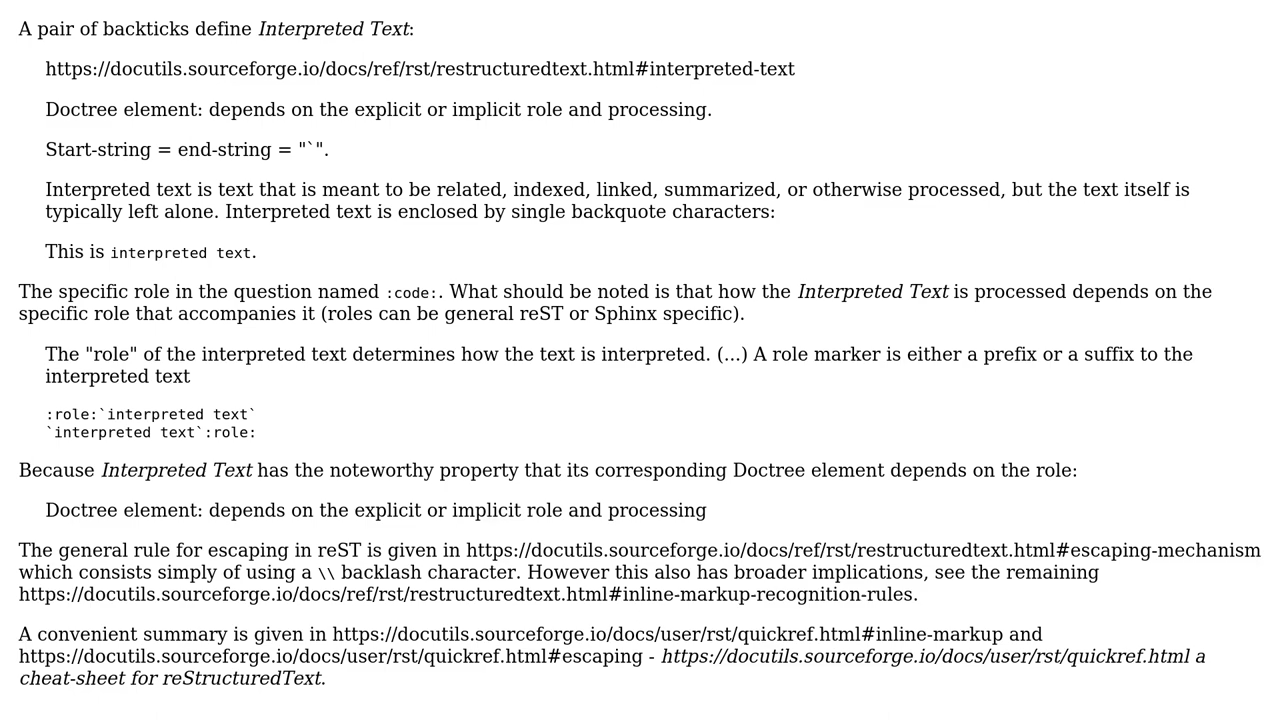 A pair of backticks define Interpreted Text:
https://docutils.sourceforge.io/docs/ref/rst/restructuredtext.html#interpreted-text
Doctree element: depends on the explicit or implicit role and processing.
Start-string = end-string = "`".
Interpreted text is text that is meant to be related, indexed, linked, summarized, or otherwise processed, but the text itself is
typically left alone. Interpreted text is enclosed by single backquote characters:
This is interpreted text.
The specific role in the question named :code:. What should be noted is that how the Interpreted Text is processed depends on the
specific role that accompanies it (roles can be general reST or Sphinx specific).
The "role" of the interpreted text determines how the text is interpreted. (...) A role marker is either a prefix or a suffix to the
interpreted text
:role:`interpreted text`
`interpreted text`:role:
Because Interpreted Text has the noteworthy property that its corresponding Doctree element depends on the role:
Doctree element: depends on the explicit or implicit role and processing
The general rule for escaping in reST is given in https://docutils.sourceforge.io/docs/ref/rst/restructuredtext.html#escaping-mechanism
which consists simply of using a \\ backlash character. However this also has broader implications, see the remaining
https://docutils.sourceforge.io/docs/ref/rst/restructuredtext.html#inline-markup-recognition-rules.
A convenient summary is given in https://docutils.sourceforge.io/docs/user/rst/quickref.html#inline-markup and
https://docutils.sourceforge.io/docs/user/rst/quickref.html#escaping - https://docutils.sourceforge.io/docs/user/rst/quickref.html a
cheat-sheet for reStructuredText.